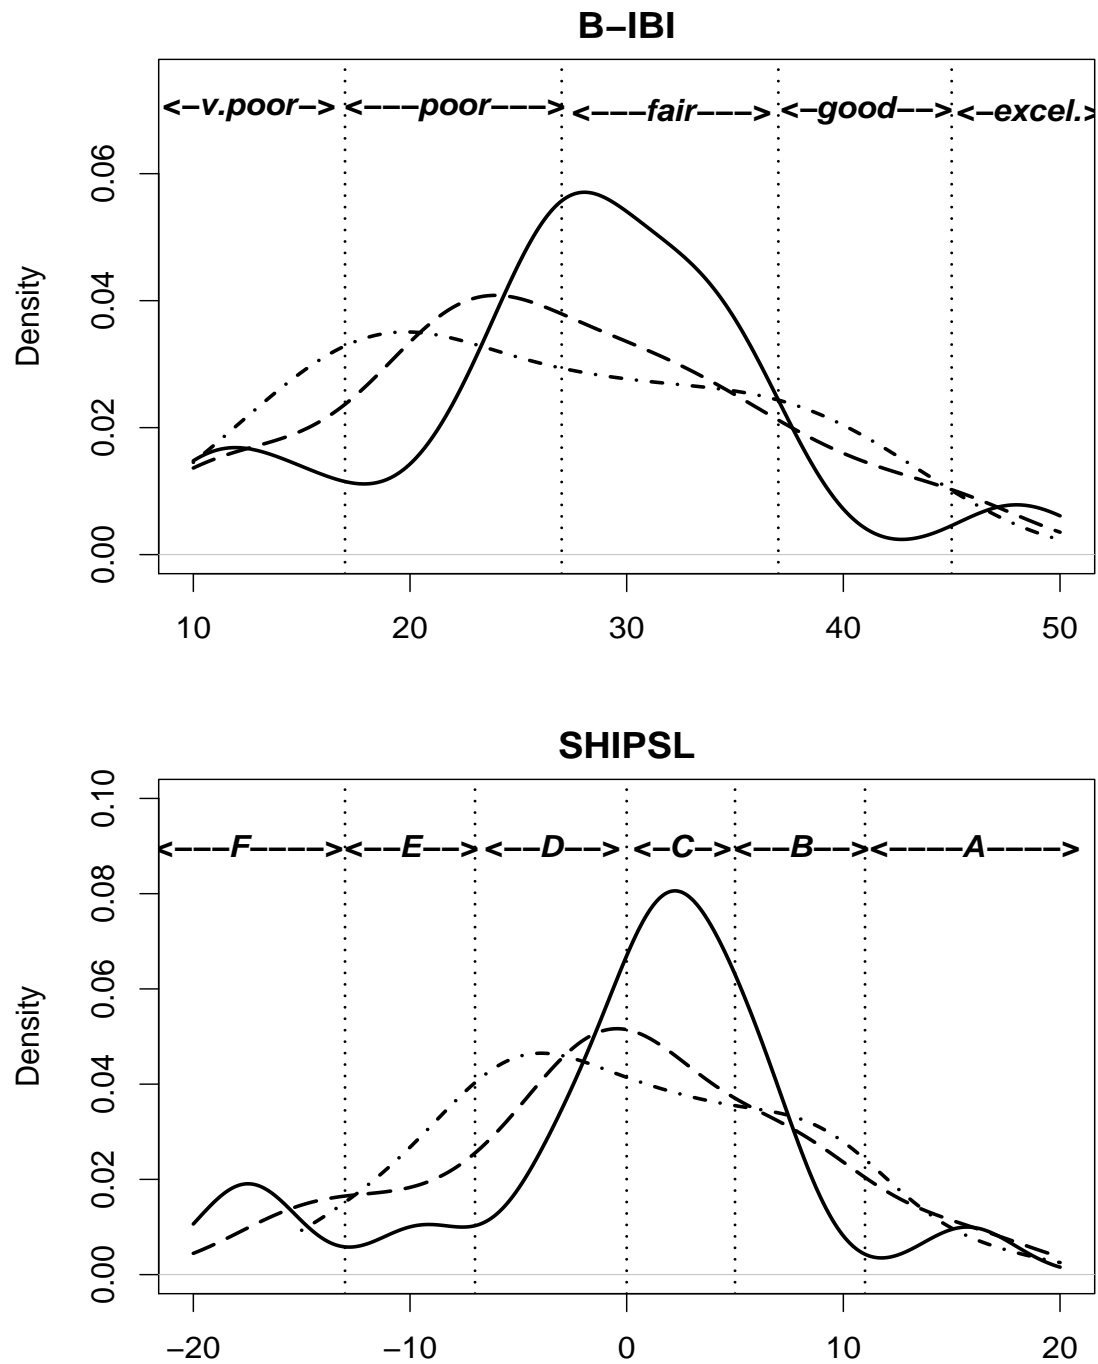 B−IBI
<−v.poor−> <−−−poor−−−> <−−−fair−−−> <−good−−> <−excel.>
Density
0.00 0.02 0.04 0.06
10 20 30 40 50
SHIPSL
<−−−F−−−−> <−−E−−> <−−D−−> <−C−> <−−B−−> <−−−−A−−−−>
Density
0.00 0.02 0.04 0.06 0.08 0.10
−20 −10 0 10 20